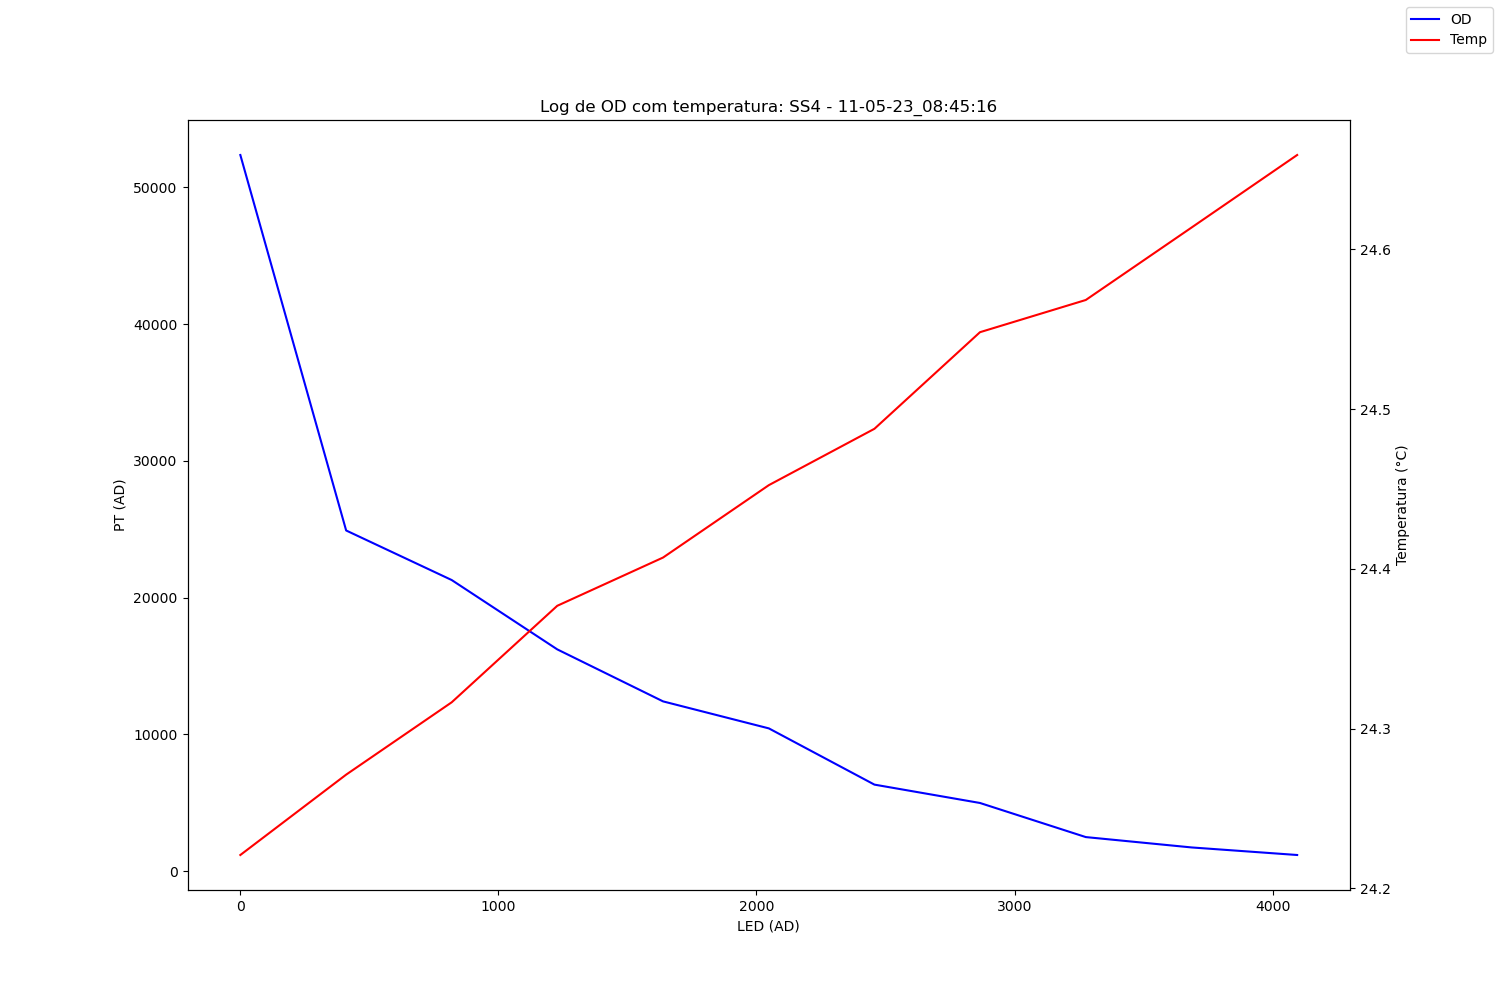 OD
Temp
Log de OD com temperatura: SS4 - 11-05-23_08:45:16
50000
40000
30000
20000
10000
0
PT (AD)
24.6
24.5
24.4
24.3
24.2
Temperatura (°C)
0 1000 2000 3000 4000
LED (AD)